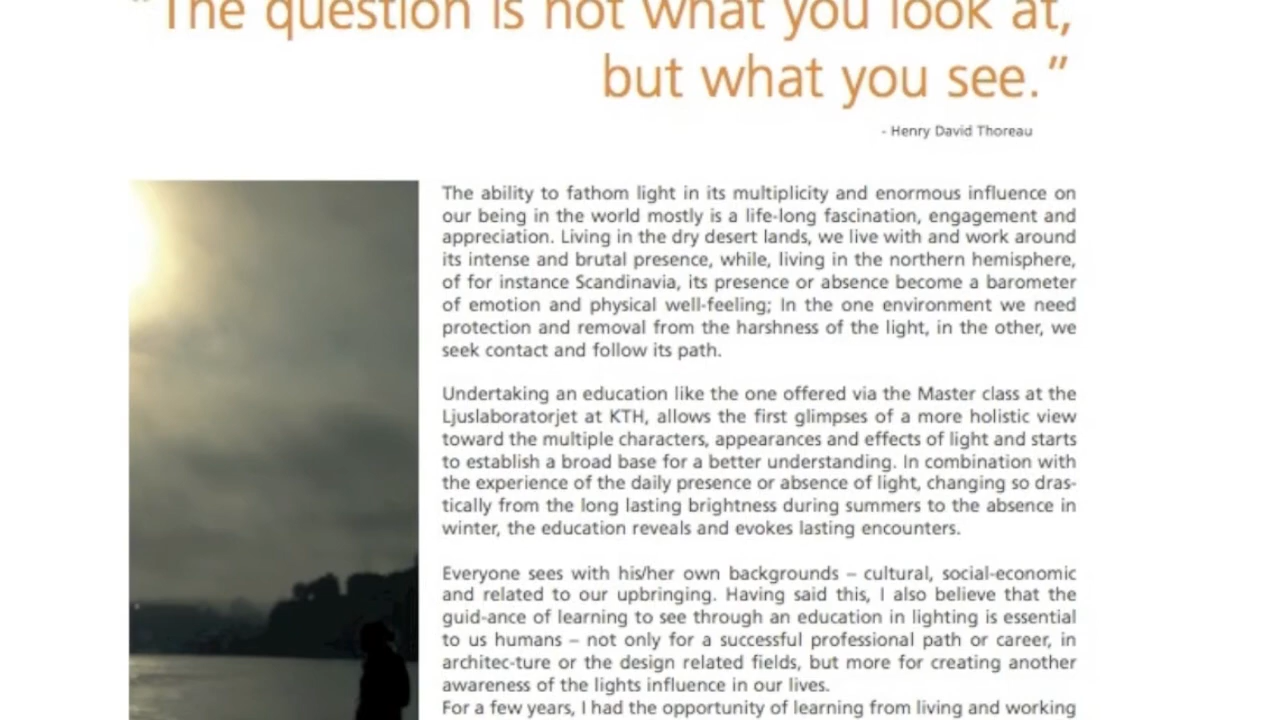 "The question is not what you look at,
but what you see."
- Henry David Thoreau
The ability to fathom light in its multiplicity and enormous influence on
our being in the world mostly is a life-long fascination, engagement and
appreciation. Living in the dry desert lands, we live with and work around
its intense and brutal presence, while, living in the northern hemisphere,
of for instance Scandinavia, its presence or absence become a barometer
of emotion and physical well-feeling; In the one environment we need
protection and removal from the harshness of the light, in the other, we
seek contact and follow its path.
Undertaking an education like the one offered via the Master class at the
Ljuslaboratorjet at KTH, allows the first glimpses of a more holistic view
toward the multiple characters, appearances and effects of light and starts
to establish a broad base for a better understanding. In combination with
the experience of the daily presence or absence of light, changing so dras-
tically from the long lasting brightness during summers to the absence in
winter, the education reveals and evokes lasting encounters.
Everyone sees with his/her own backgrounds – cultural, social-economic
and related to our upbringing. Having said this, I also believe that the
guid-ance of learning to see through an education in lighting is essential
to us humans – not only for a successful professional path or career, in
architec-ture or the design related fields, but more for creating another
awareness of the lights influence in our lives.
For a few years, I had the opportunity of learning from living and working